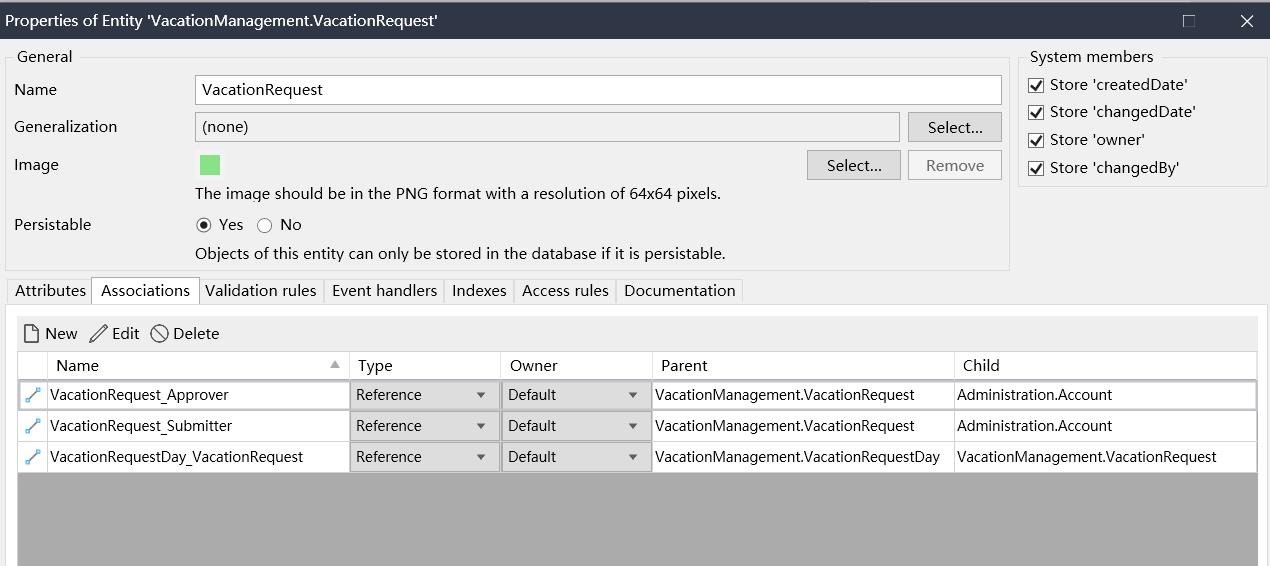 Properties of Entity 'VacationManagement.VacationRequest'
General
System members
Name
VacationRequest
Store 'createdDate'
Store 'changedDate'
Generalization
(none)
Select...
Store 'owner'
Image
Select...
Remove
Store 'changedBy'
The image should be in the PNG format with a resolution of 64x64 pixels.
Persistable
Yes
No
Objects of this entity can only be stored in the database if it is persistable.
Attributes Associations Validation rules Event handlers Indexes Access rules Documentation
New Edit Delete
Name Type Owner Parent Child
VacationRequest_Approver Reference Default VacationManagement.VacationRequest Administration.Account
VacationRequest_Submitter Reference Default VacationManagement.VacationRequest Administration.Account
VacationRequestDay_VacationRequest Reference Default VacationManagement.VacationRequestDay VacationManagement.VacationRequest